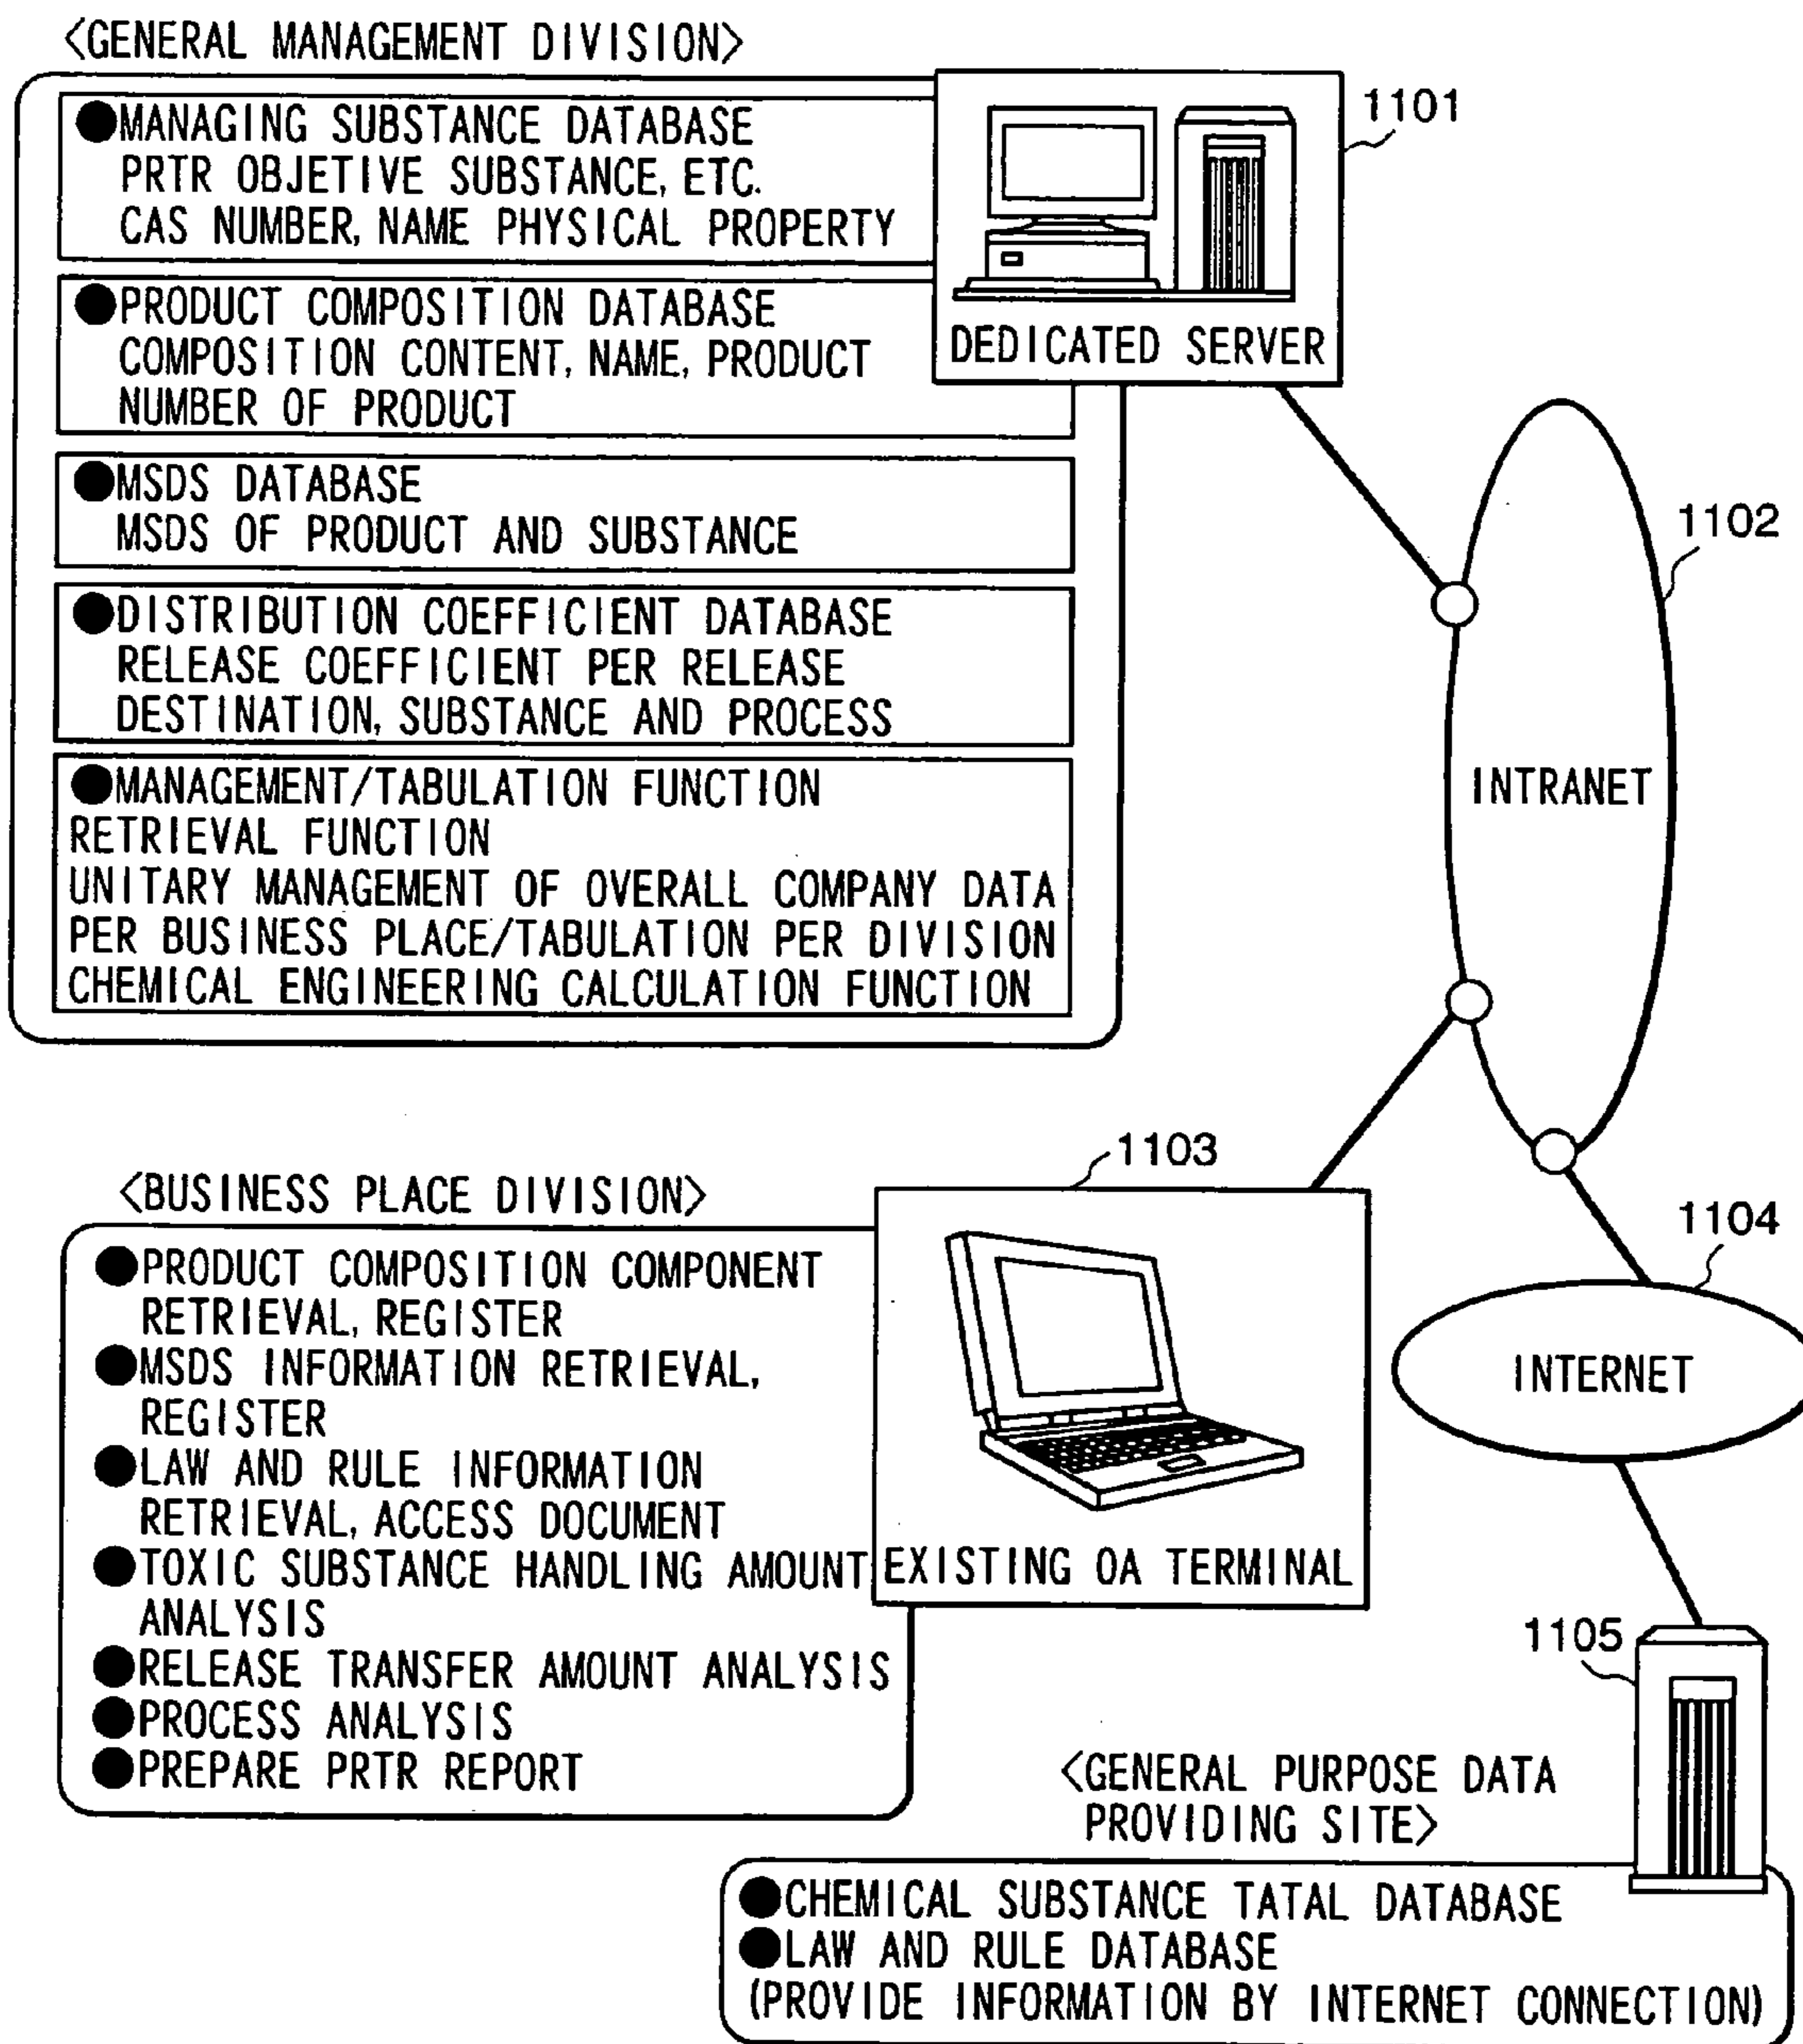 <GENERAL MANAGEMENT DIVISION>
●MANAGING SUBSTANCE DATABASE
PRTR OBJETIVE SUBSTANCE, ETC.
CAS NUMBER, NAME PHYSICAL PROPERTY
●PRODUCT COMPOSITION DATABASE
COMPOSITION CONTENT, NAME, PRODUCT
NUMBER OF PRODUCT
●MSDS DATABASE
MSDS OF PRODUCT AND SUBSTANCE
●DISTRIBUTION COEFFICIENT DATABASE
RELEASE COEFFICIENT PER RELEASE
DESTINATION, SUBSTANCE AND PROCESS
●MANAGEMENT/TABULATION FUNCTION
RETRIEVAL FUNCTION
UNITARY MANAGEMENT OF OVERALL COMPANY DATA
PER BUSINESS PLACE/TABULATION PER DIVISION
CHEMICAL ENGINEERING CALCULATION FUNCTION
DEDICATED SERVER
1101
1102
INTRANET
<BUSINESS PLACE DIVISION>
●PRODUCT COMPOSITION COMPONENT
RETRIEVAL, REGISTER
●MSDS INFORMATION RETRIEVAL,
REGISTER
●LAW AND RULE INFORMATION
RETRIEVAL, ACCESS DOCUMENT
●TOXIC SUBSTANCE HANDLING AMOUNT
ANALYSIS
●RELEASE TRANSFER AMOUNT ANALYSIS
●PROCESS ANALYSIS
●PREPARE PRTR REPORT
1103
EXISTING OA TERMINAL
1104
INTERNET
1105
<GENERAL PURPOSE DATA
PROVIDING SITE>
●CHEMICAL SUBSTANCE TATAL DATABASE
●LAW AND RULE DATABASE
(PROVIDE INFORMATION BY INTERNET CONNECTION)